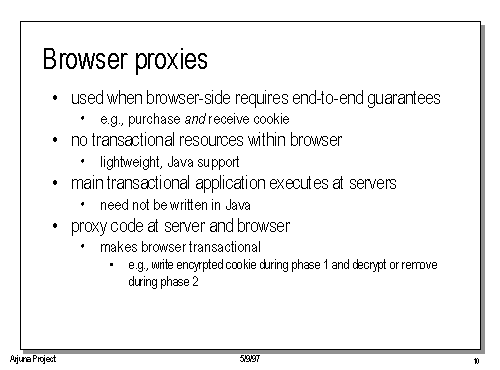 Browser proxies
• used when browser-side requires end-to-end guarantees
• e.g., purchase and receive cookie
• no transactional resources within browser
• lightweight, Java support
• main transactional application executes at servers
• need not be written in Java
• proxy code at server and browser
• makes browser transactional
• e.g., write encyrpted cookie during phase 1 and decrypt or remove
during phase 2
Arjuna Project
5/9/97
10